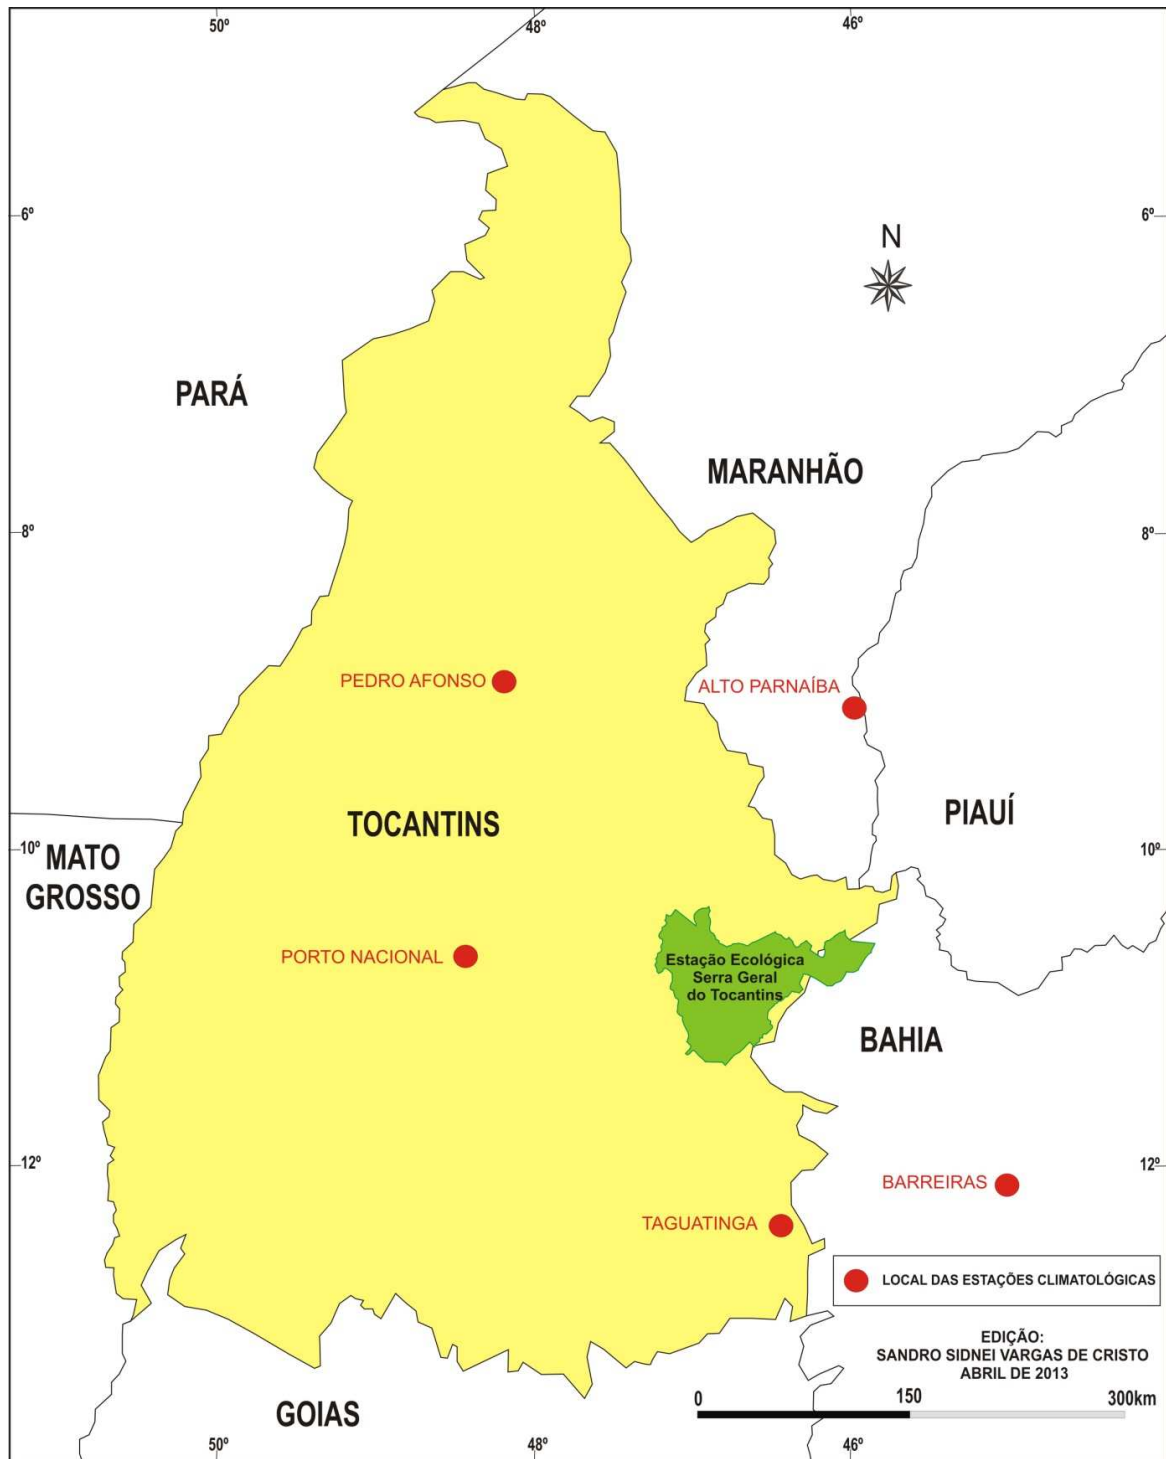 50º
48º
46º
6º
6º
N
PARÁ
MARANHÃO
8º
8º
PEDRO AFONSO
ALTO PARNAÍBA
TOCANTINS
PIAUÍ
10º
10º
MATO
GROSSO
PORTO NACIONAL
Estação Ecológica
Serra Geral
do Tocantins
BAHIA
12º
12º
BARREIRAS
TAGUATINGA
LOCAL DAS ESTAÇÕES CLIMATOLÓGICAS
EDIÇÃO:
SANDRO SIDNEI VARGAS DE CRISTO
ABRIL DE 2013
0
150
300km
GOIAS
50º
48º
46º